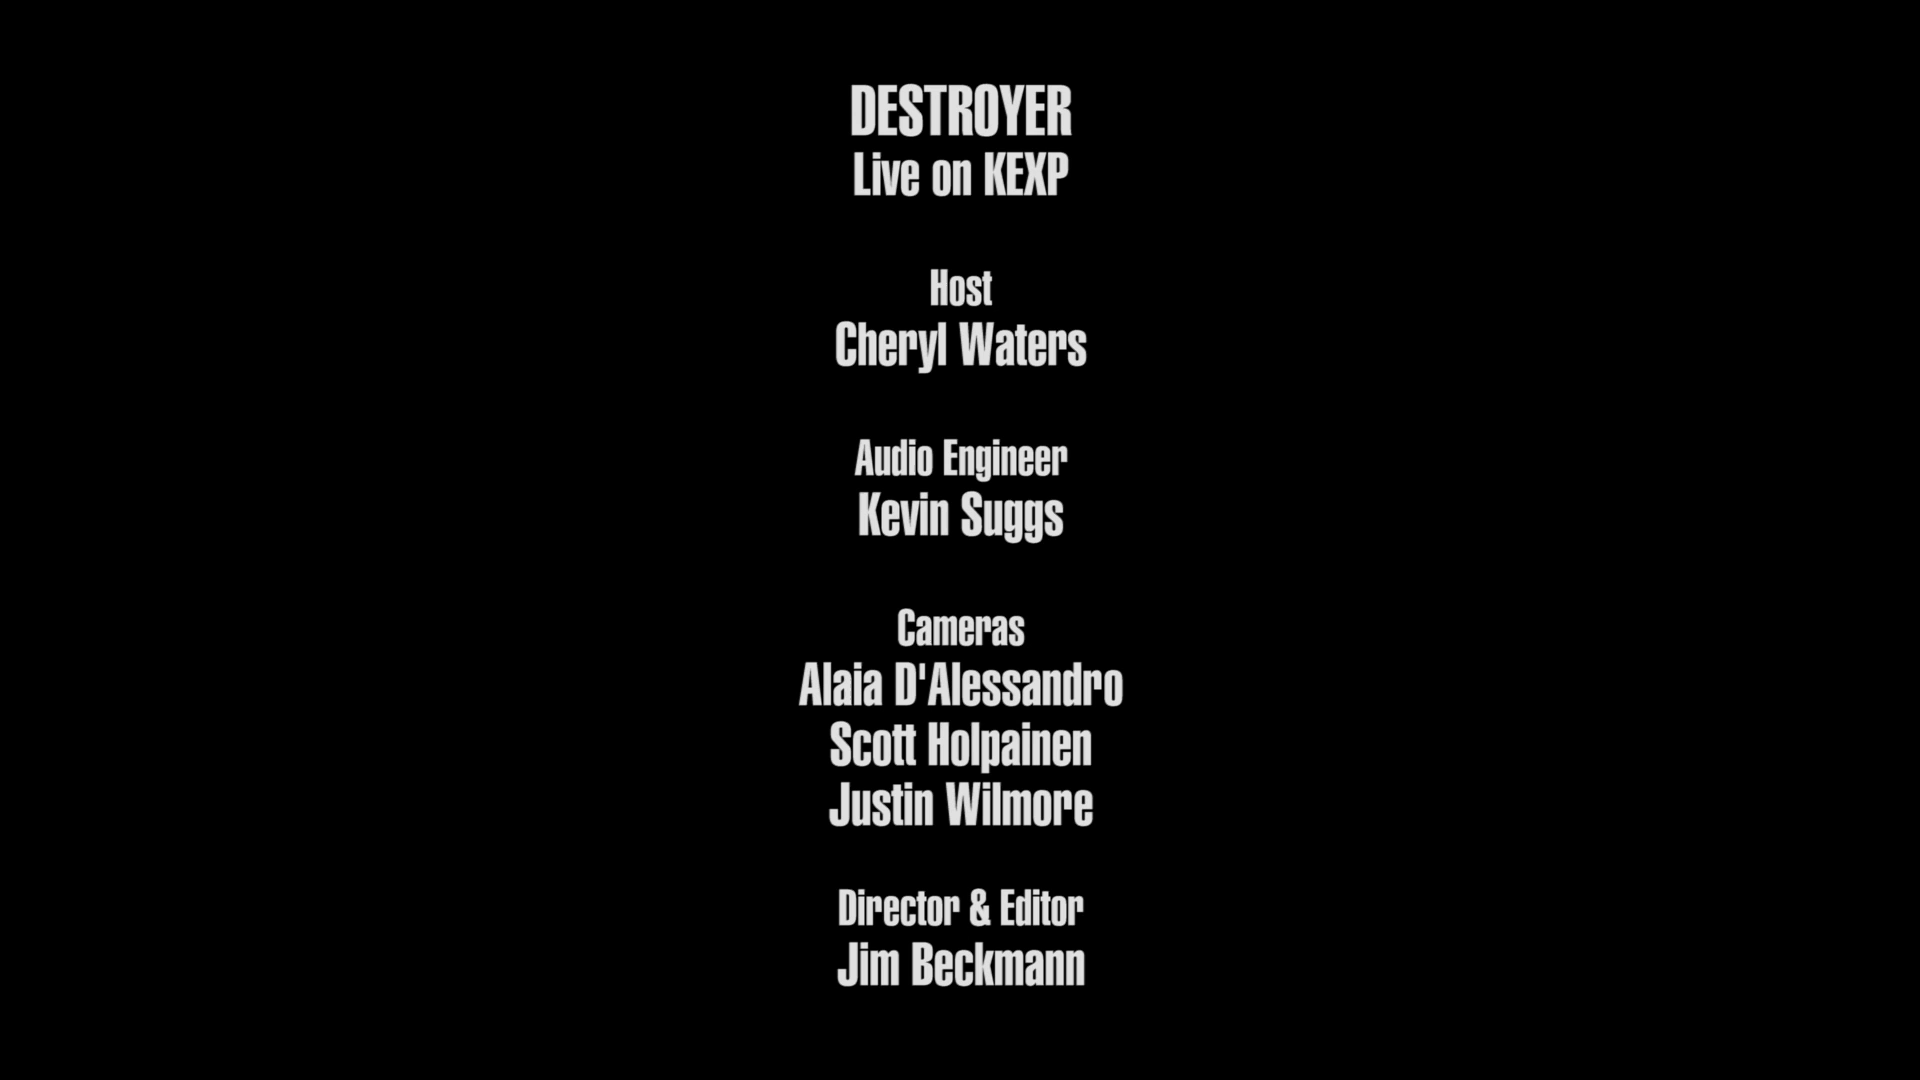 DESTROYER
Live on KEXP
Host
Cheryl Waters
Audio Engineer
Kevin Suggs
Cameras
Alaia D'Alessandro
Scott Holpainen
Justin Wilmore
Director & Editor
Jim Beckmann